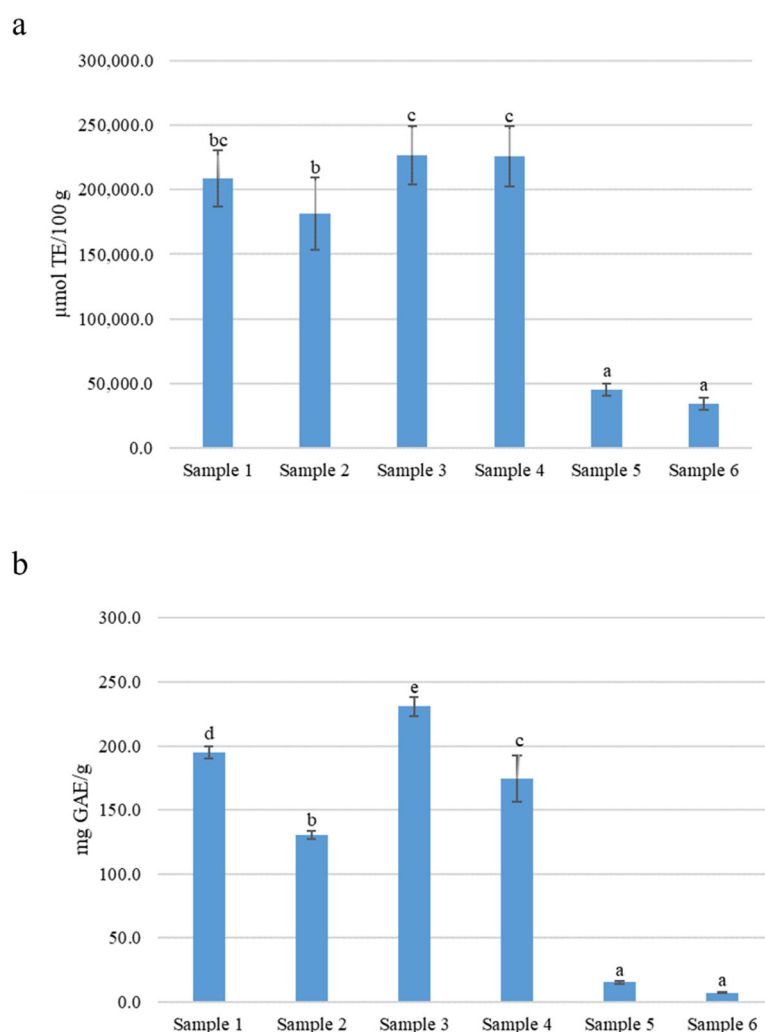 a
300,000.0
250,000.0
200,000.0
150,000.0
100,000.0
50,000.0
0.0
µmol TE/100 g
bc
b
c
c
a
a
Sample 1 Sample 2 Sample 3 Sample 4 Sample 5 Sample 6
b
300.0
250.0
200.0
150.0
100.0
50.0
0.0
mg GAE/g
d
b
e
c
a
a
Sample 1 Sample 2 Sample 3 Sample 4 Sample 5 Sample 6